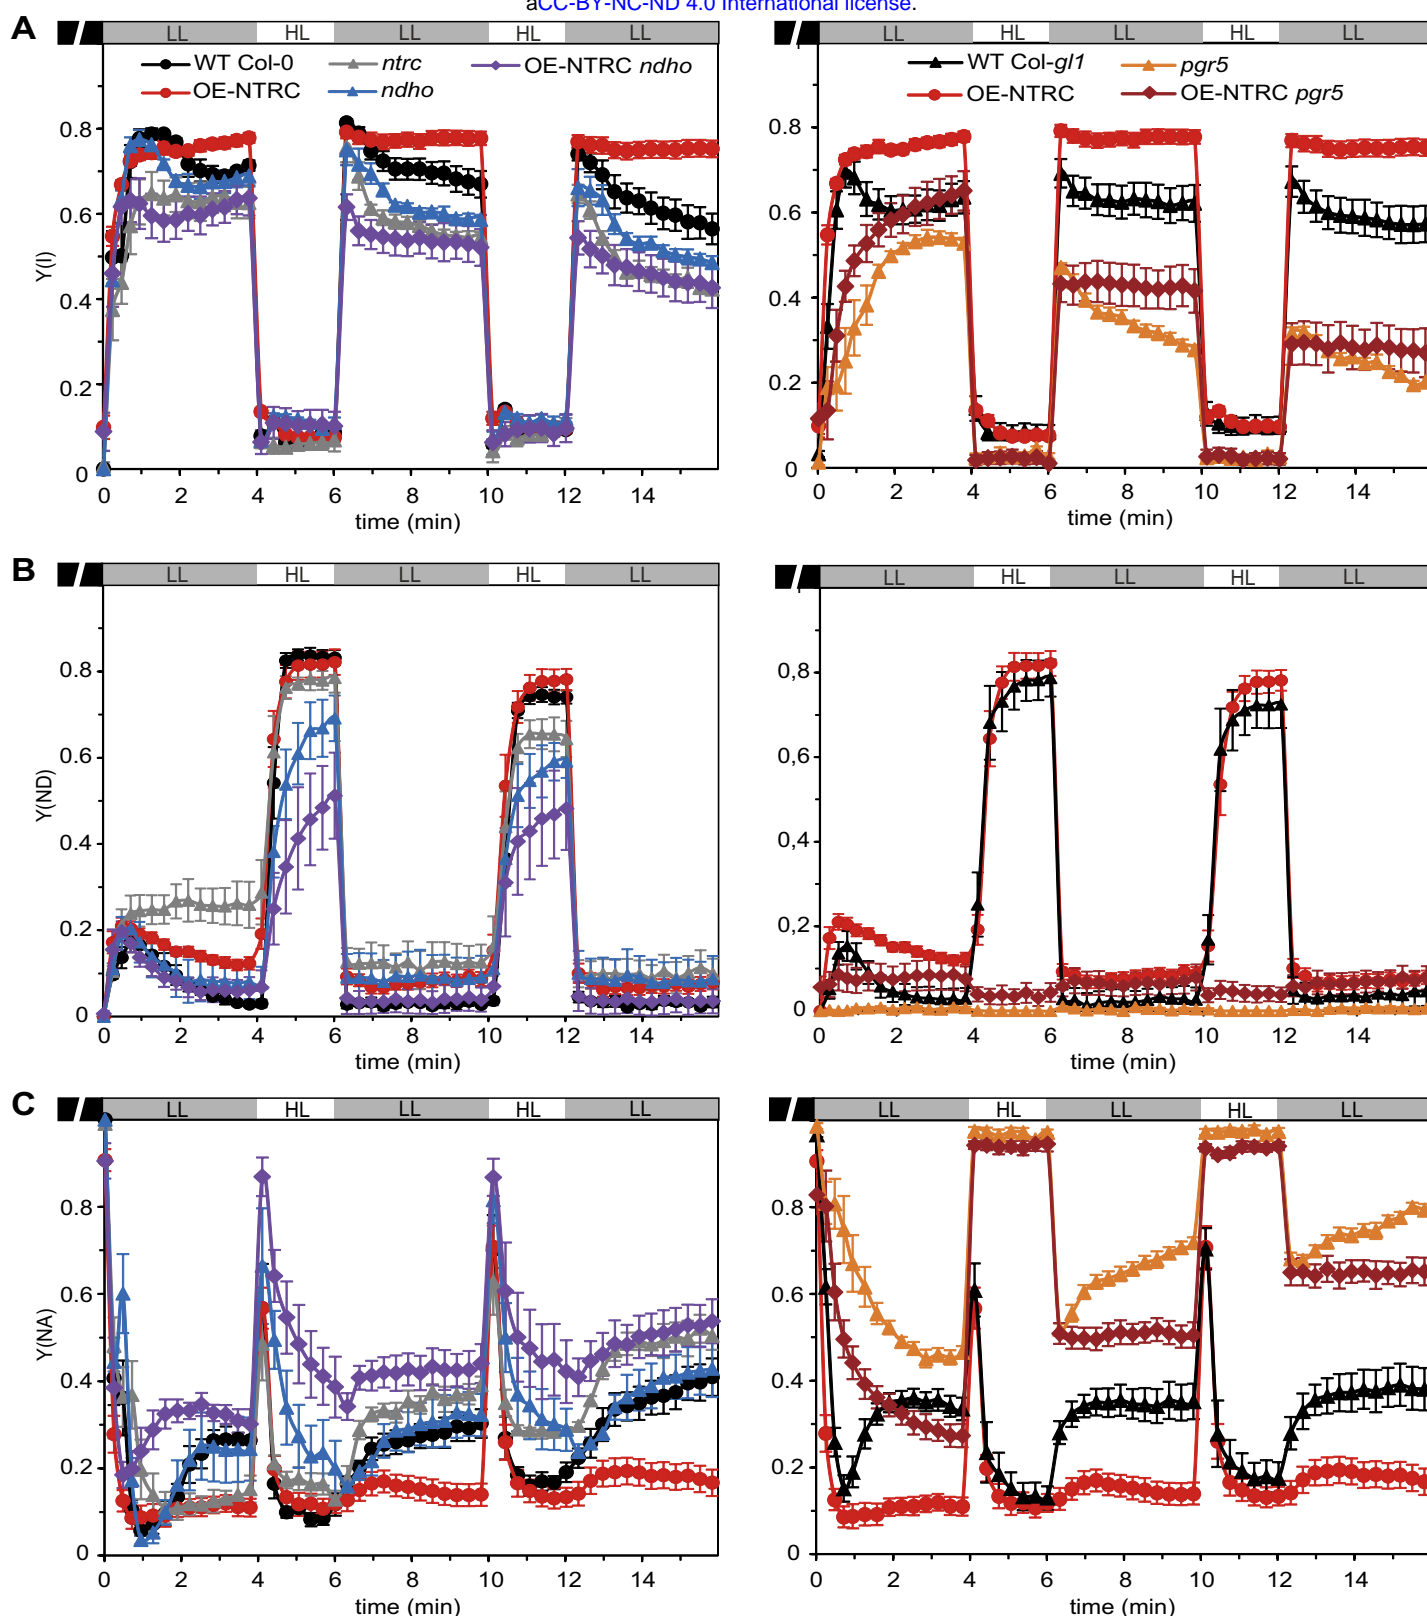 aCC-BY-NC-ND 4.0 International license.
A
LL HL LL HL LL
WT Col-0 ntrc OE-NTRC ndho
OE-NTRC ndho
0.8
0.6
0.4
0.2
0
Y(I)
0 2 4 6 8 10 12 14
time (min)
LL HL LL HL LL
WT Col-gl1 pgr5
OE-NTRC OE-NTRC pgr5
0.8
0.6
0.4
0.2
0
0 2 4 6 8 10 12 14
time (min)
B
LL HL LL HL LL
0.8
0.6
0.4
0.2
0
Y(ND)
0 2 4 6 8 10 12 14
time (min)
LL HL LL HL LL
0.8
0.6
0.4
0.2
0
0 2 4 6 8 10 12 14
time (min)
C
LL HL LL HL LL
0.8
0.6
0.4
0.2
0
Y(NA)
0 2 4 6 8 10 12 14
time (min)
LL HL LL HL LL
0.8
0.6
0.4
0.2
0
0 2 4 6 8 10 12 14
time (min)